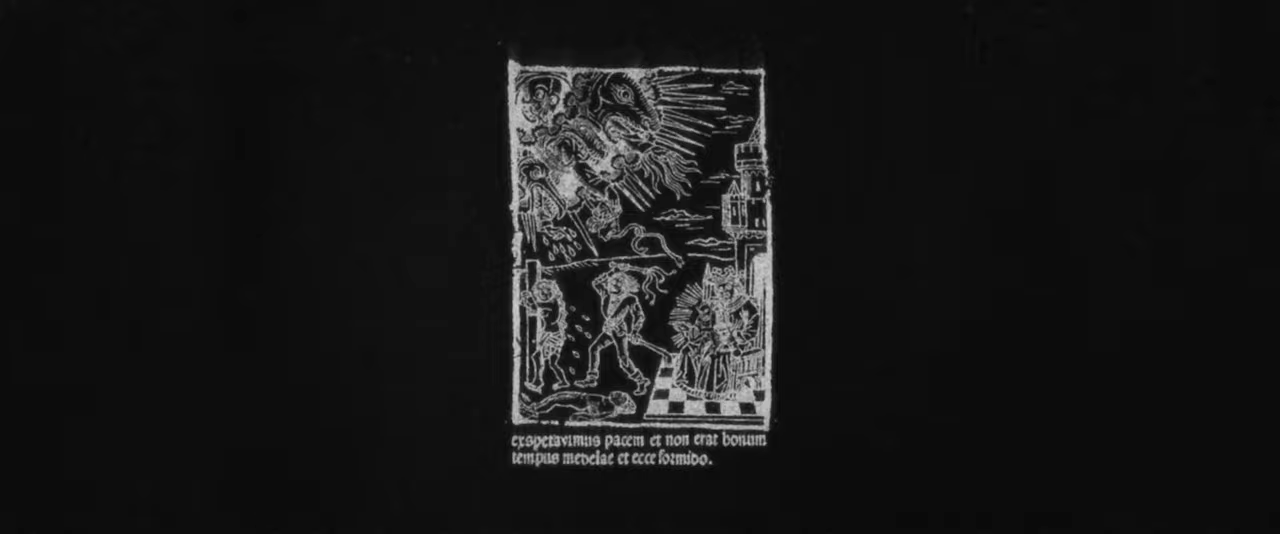 exspetavimus pacem et non erat bonum
tempus medelae et ecce formido.